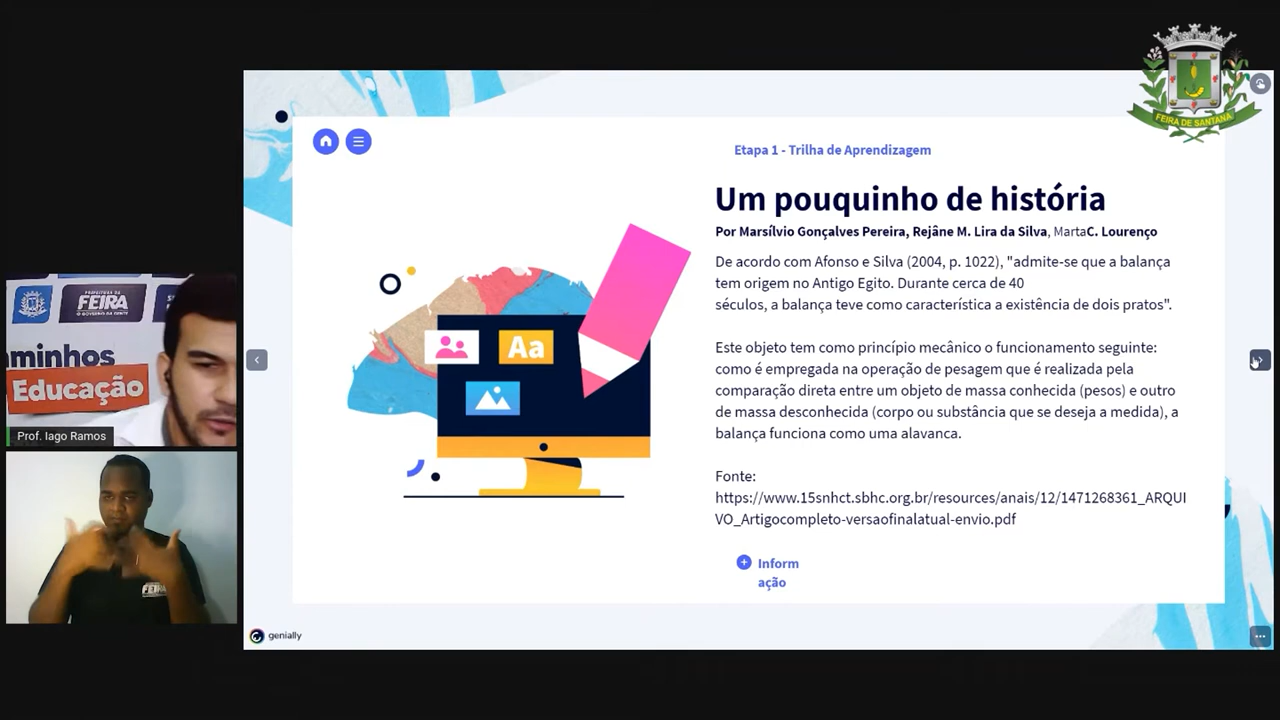 FEIRA DE SANTANA
Etapa 1 - Trilha de Aprendizagem
Um pouquinho de história
Por Marsílvio Gonçalves Pereira, Rejâne M. Lira da Silva, MartaC. Lourenço
De acordo com Afonso e Silva (2004, p. 1022), "admite-se que a balança
tem origem no Antigo Egito. Durante cerca de 40
séculos, a balança teve como característica a existência de dois pratos".
Este objeto tem como princípio mecânico o funcionamento seguinte:
como é empregada na operação de pesagem que é realizada pela
comparação direta entre um objeto de massa conhecida (pesos) e outro
de massa desconhecida (corpo ou substância que se deseja a medida), a
balança funciona como uma alavanca.
Fonte:
https://www.15snhct.sbhc.org.br/resources/anais/12/1471268361_ARQUI
VO_Artigocompleto-versaofinalatual-envio.pdf
Inform
ação
Aa
genially
PREFEITURA DE
FEIRA
O GOVERNO DA GENTE
minhos
Educação
Prof. Iago Ramos
FEIRA